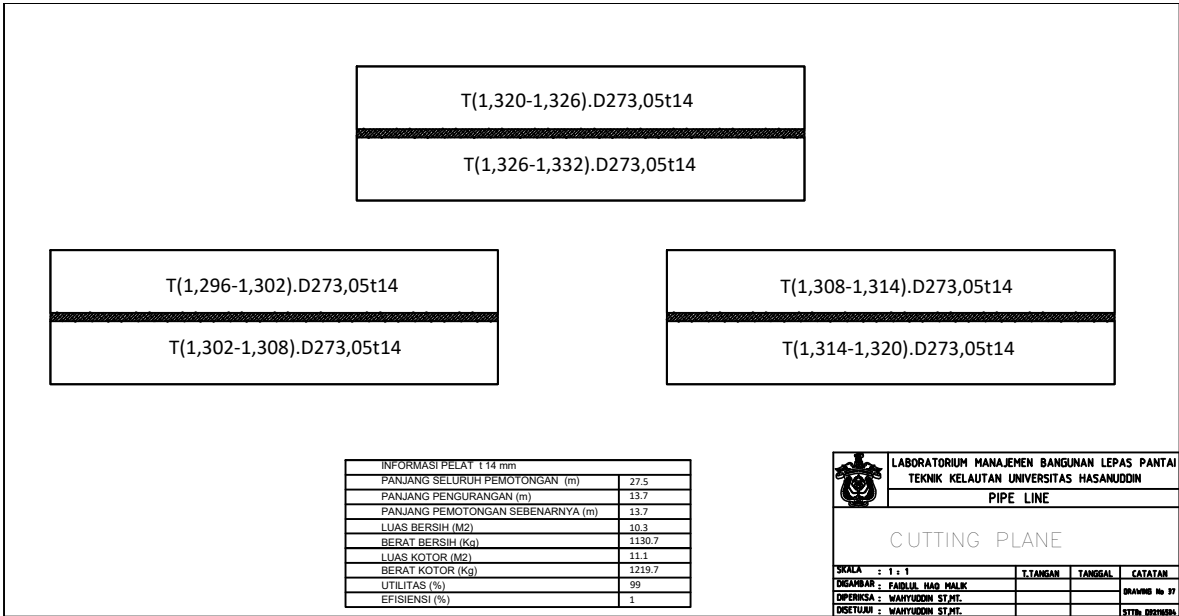 T(1,320-1,326).D273,05t14
T(1,326-1,332).D273,05t14
T(1,296-1,302).D273,05t14
T(1,302-1,308).D273,05t14
T(1,308-1,314).D273,05t14
T(1,314-1,320).D273,05t14
INFORMASI PELAT t 14 mm
PANJANG SELURUH PEMOTONGAN (m) 27.5
PANJANG PENGURANGAN (m) 13.7
PANJANG PEMOTONGAN SEBENARNYA (m) 13.7
LUAS BERSIH (M2) 10.3
BERAT BERSIH (Kg) 1130.7
LUAS KOTOR (M2) 11.1
BERAT KOTOR (Kg) 1219.7
UTILITAS (%) 99
EFISIENSI (%) 1
LABORATORIUM MANAJEMEN BANGUNAN LEPAS PANTAI
TEKNIK KELAUTAN UNIVERSITAS HASANUDDIN
PIPE LINE
CUTTING PLANE
SKALA : 1 : 1 T.TANGAN TANGGAL CATATAN
DIGAMBAR : FAIDLUL HAQ MALIK
DIPERIKSA : WAHYUDDIN ST,MT.
DISETUJUI : WAHYUDDIN ST,MT.
DRAWING No 37